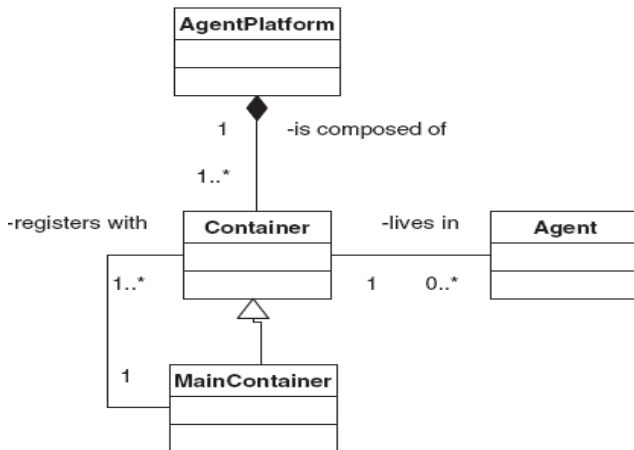 AgentPlatform
1 -is composed of
1..*
-registers with Container -lives in Agent
1..* 1 0..*
1 MainContainer